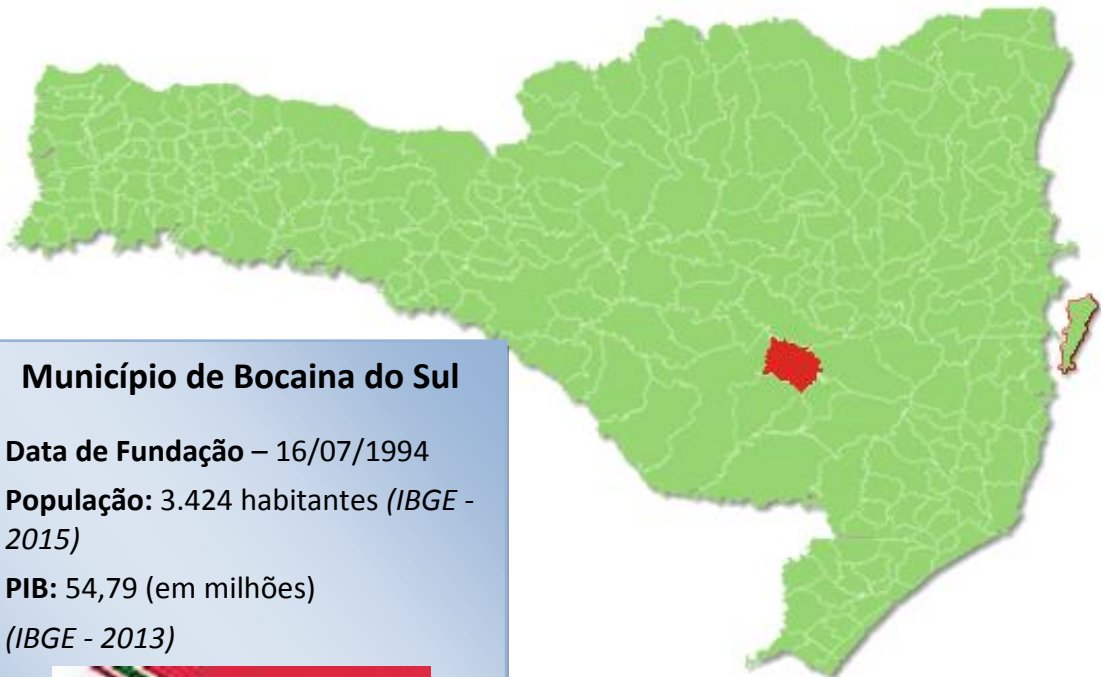 Município de Bocaina do Sul
Data de Fundação – 16/07/1994
População: 3.424 habitantes (IBGE -
2015)
PIB: 54,79 (em milhões)
(IBGE - 2013)